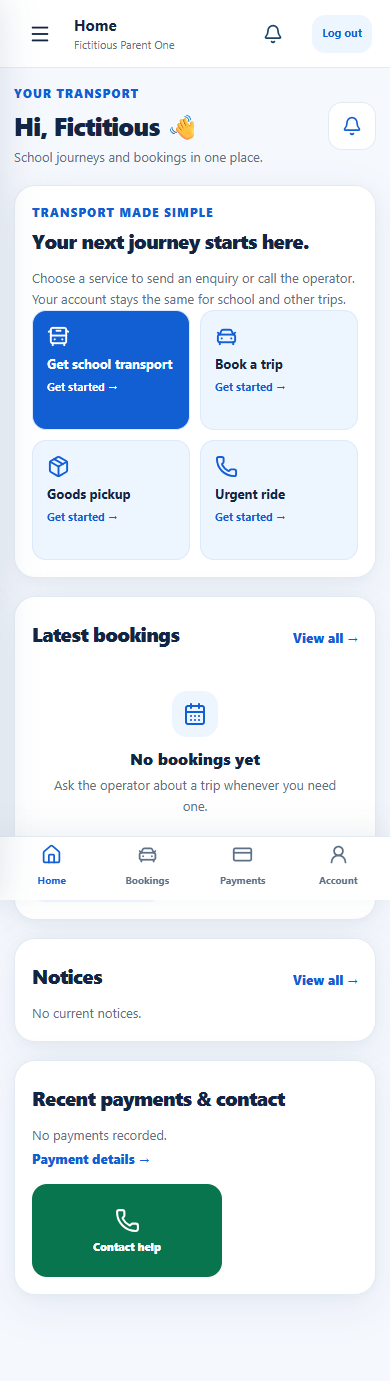 Home
Fictitious Parent One
Log out
YOUR TRANSPORT
Hi, Fictitious 👋
School journeys and bookings in one place.
TRANSPORT MADE SIMPLE
Your next journey starts here.
Choose a service to send an enquiry or call the operator.
Your account stays the same for school and other trips.
Get school transport
Get started →
Book a trip
Get started →
Goods pickup
Get started →
Urgent ride
Get started →
Latest bookings
View all →
No bookings yet
Ask the operator about a trip whenever you need
one.
Home
Bookings
Payments
Account
Notices
View all →
No current notices.
Recent payments & contact
No payments recorded.
Payment details →
Contact help